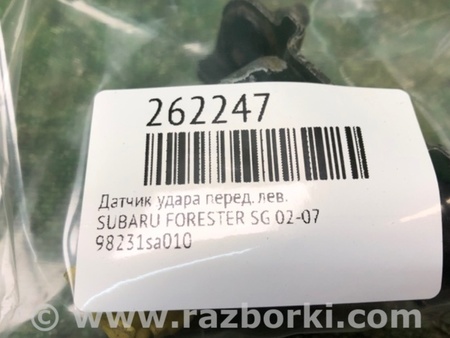 262247
Датчик удара перед.лев.
SUBARU FORESTER SG 02-07
98231sa010
www.razborki.com